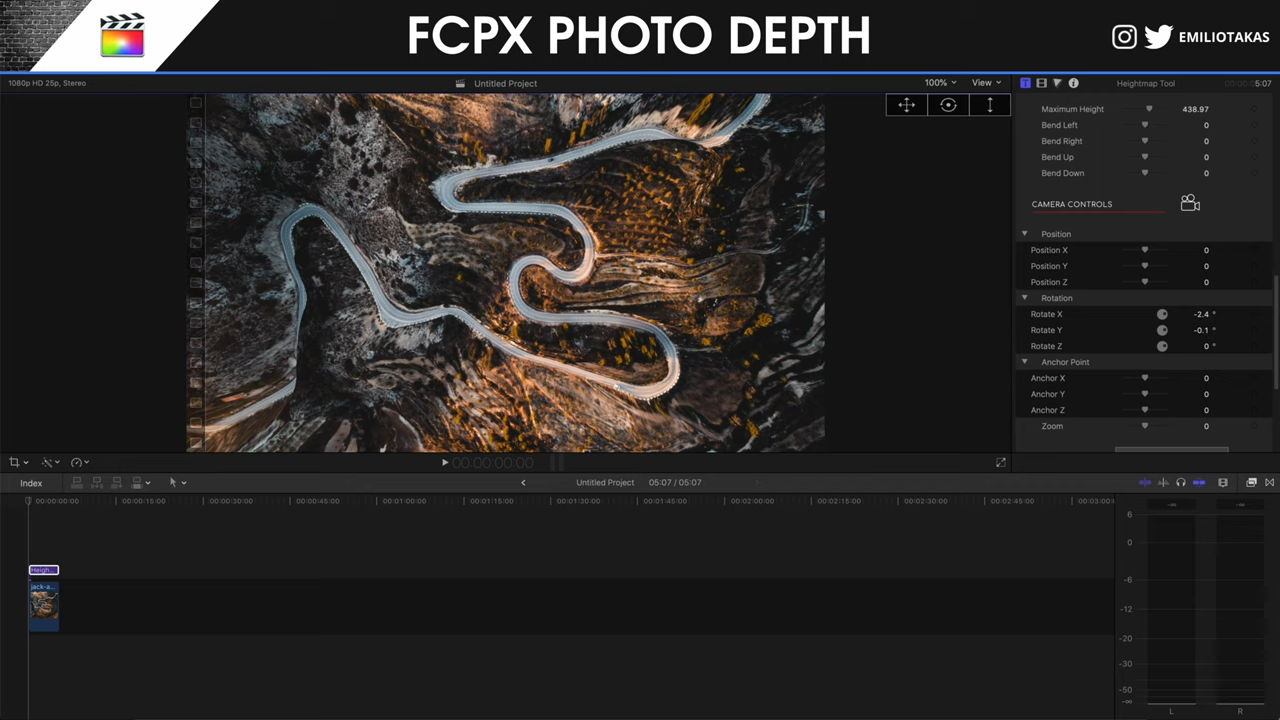 FCPX PHOTO DEPTH
EMILIOTAKAS
1080p HD 25p, Stereo
Untitled Project
100%
View
Heightmap Tool
5:07
Maximum Height 438.97
Bend Left 0
Bend Right 0
Bend Up 0
Bend Down 0
CAMERA CONTROLS
Position
Position X 0
Position Y 0
Position Z 0
Rotation
Rotate X -2.4 °
Rotate Y -0.1 °
Rotate Z 0 °
Anchor Point
Anchor X 0
Anchor Y 0
Anchor Z 0
Zoom 0
00:00:00:00
Index
Untitled Project
05:07 / 05:07
00:00:00:00 00:00:15:00 00:00:30:00 00:00:45:00 00:01:00:00 00:01:15:00 00:01:30:00 00:01:45:00 00:02:00:00 00:02:15:00 00:02:30:00 00:02:45:00 00:03:00:0
Heigh...
jack-a...
-∞ -∞
6
0
-6
-12
-20
-30
-50
-∞
L R